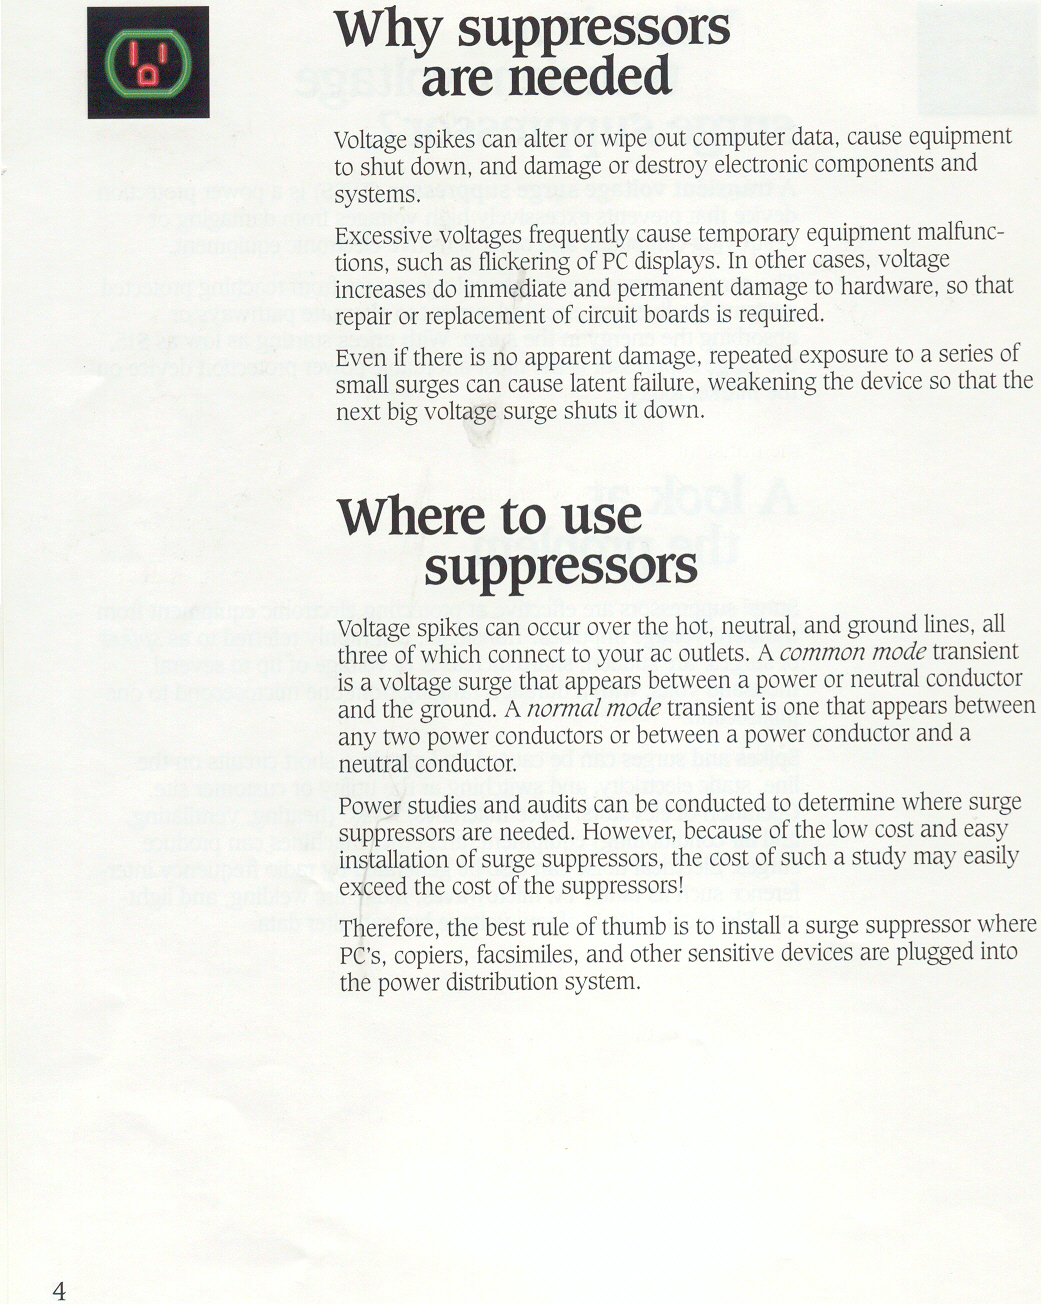 Why suppressors
are needed
Voltage spikes can alter or wipe out computer data, cause equipment
to shut down, and damage or destroy electronic components and
systems.
Excessive voltages frequently cause temporary equipment malfunc-
tions, such as flickering of PC displays. In other cases, voltage
increases do immediate and permanent damage to hardware, so that
repair or replacement of circuit boards is required.
Even if there is no apparent damage, repeated exposure to a series of
small surges can cause latent failure, weakening the device so that the
next big voltage surge shuts it down.
Where to use
suppressors
Voltage spikes can occur over the hot, neutral, and ground lines, all
three of which connect to your ac outlets. A common mode transient
is a voltage surge that appears between a power or neutral conductor
and the ground. A normal mode transient is one that appears between
any two power conductors or between a power conductor and a
neutral conductor.
Power studies and audits can be conducted to determine where surge
suppressors are needed. However, because of the low cost and easy
installation of surge suppressors, the cost of such a study may easily
exceed the cost of the suppressors!
Therefore, the best rule of thumb is to install a surge suppressor where
PC's, copiers, facsimiles, and other sensitive devices are plugged into
the power distribution system.
4